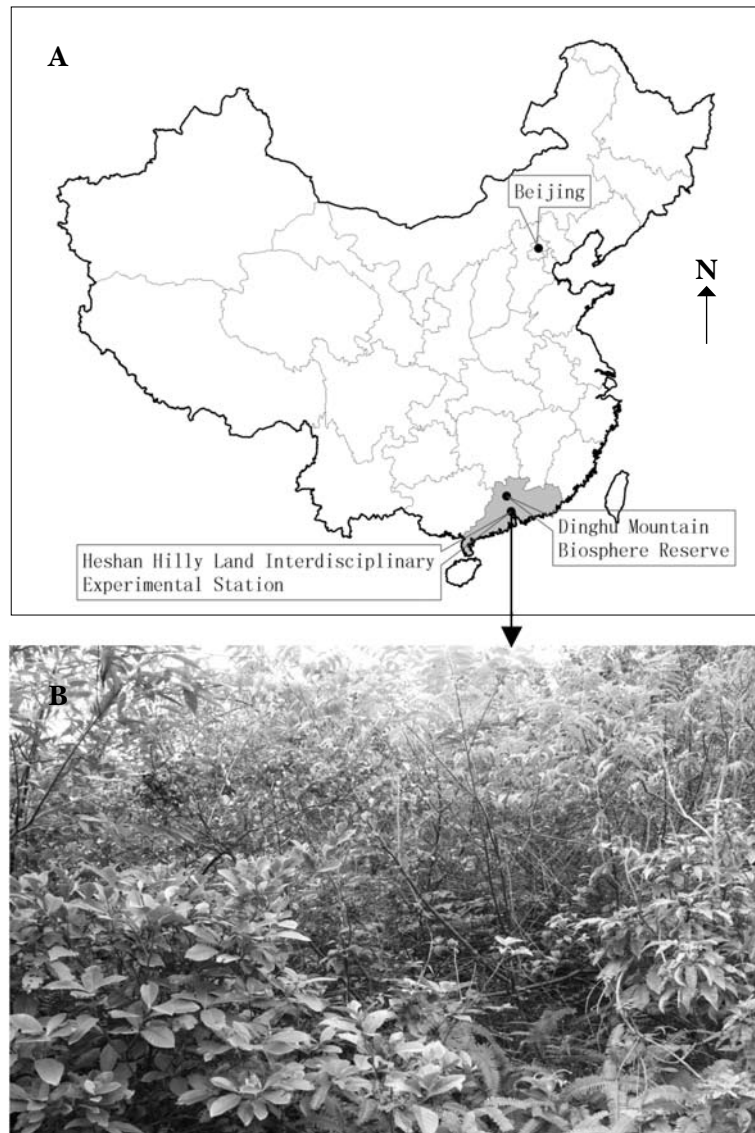 A
Beijing
N
Dinghu Mountain
Biosphere Reserve
Heshan Hilly Land Interdisciplinary
Experimental Station
B